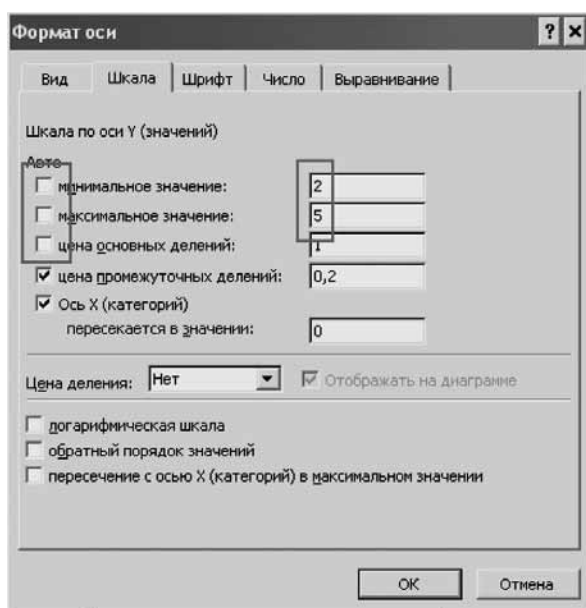 Формат оси
Вид Шкала Шрифт Число Выравнивание
Шкала по оси Y (значений)
Авто
минимальное значение: 2
максимальное значение: 5
цена основных делений: 1
цена промежуточных делений: 0,2
Ось X (категорий)
пересекается в значении: 0
Цена деления: Нет Отображать на диаграмме
логарифмическая шкала
обратный порядок значений
пересечение с осью X (категорий) в максимальном значении
ОК Отмена